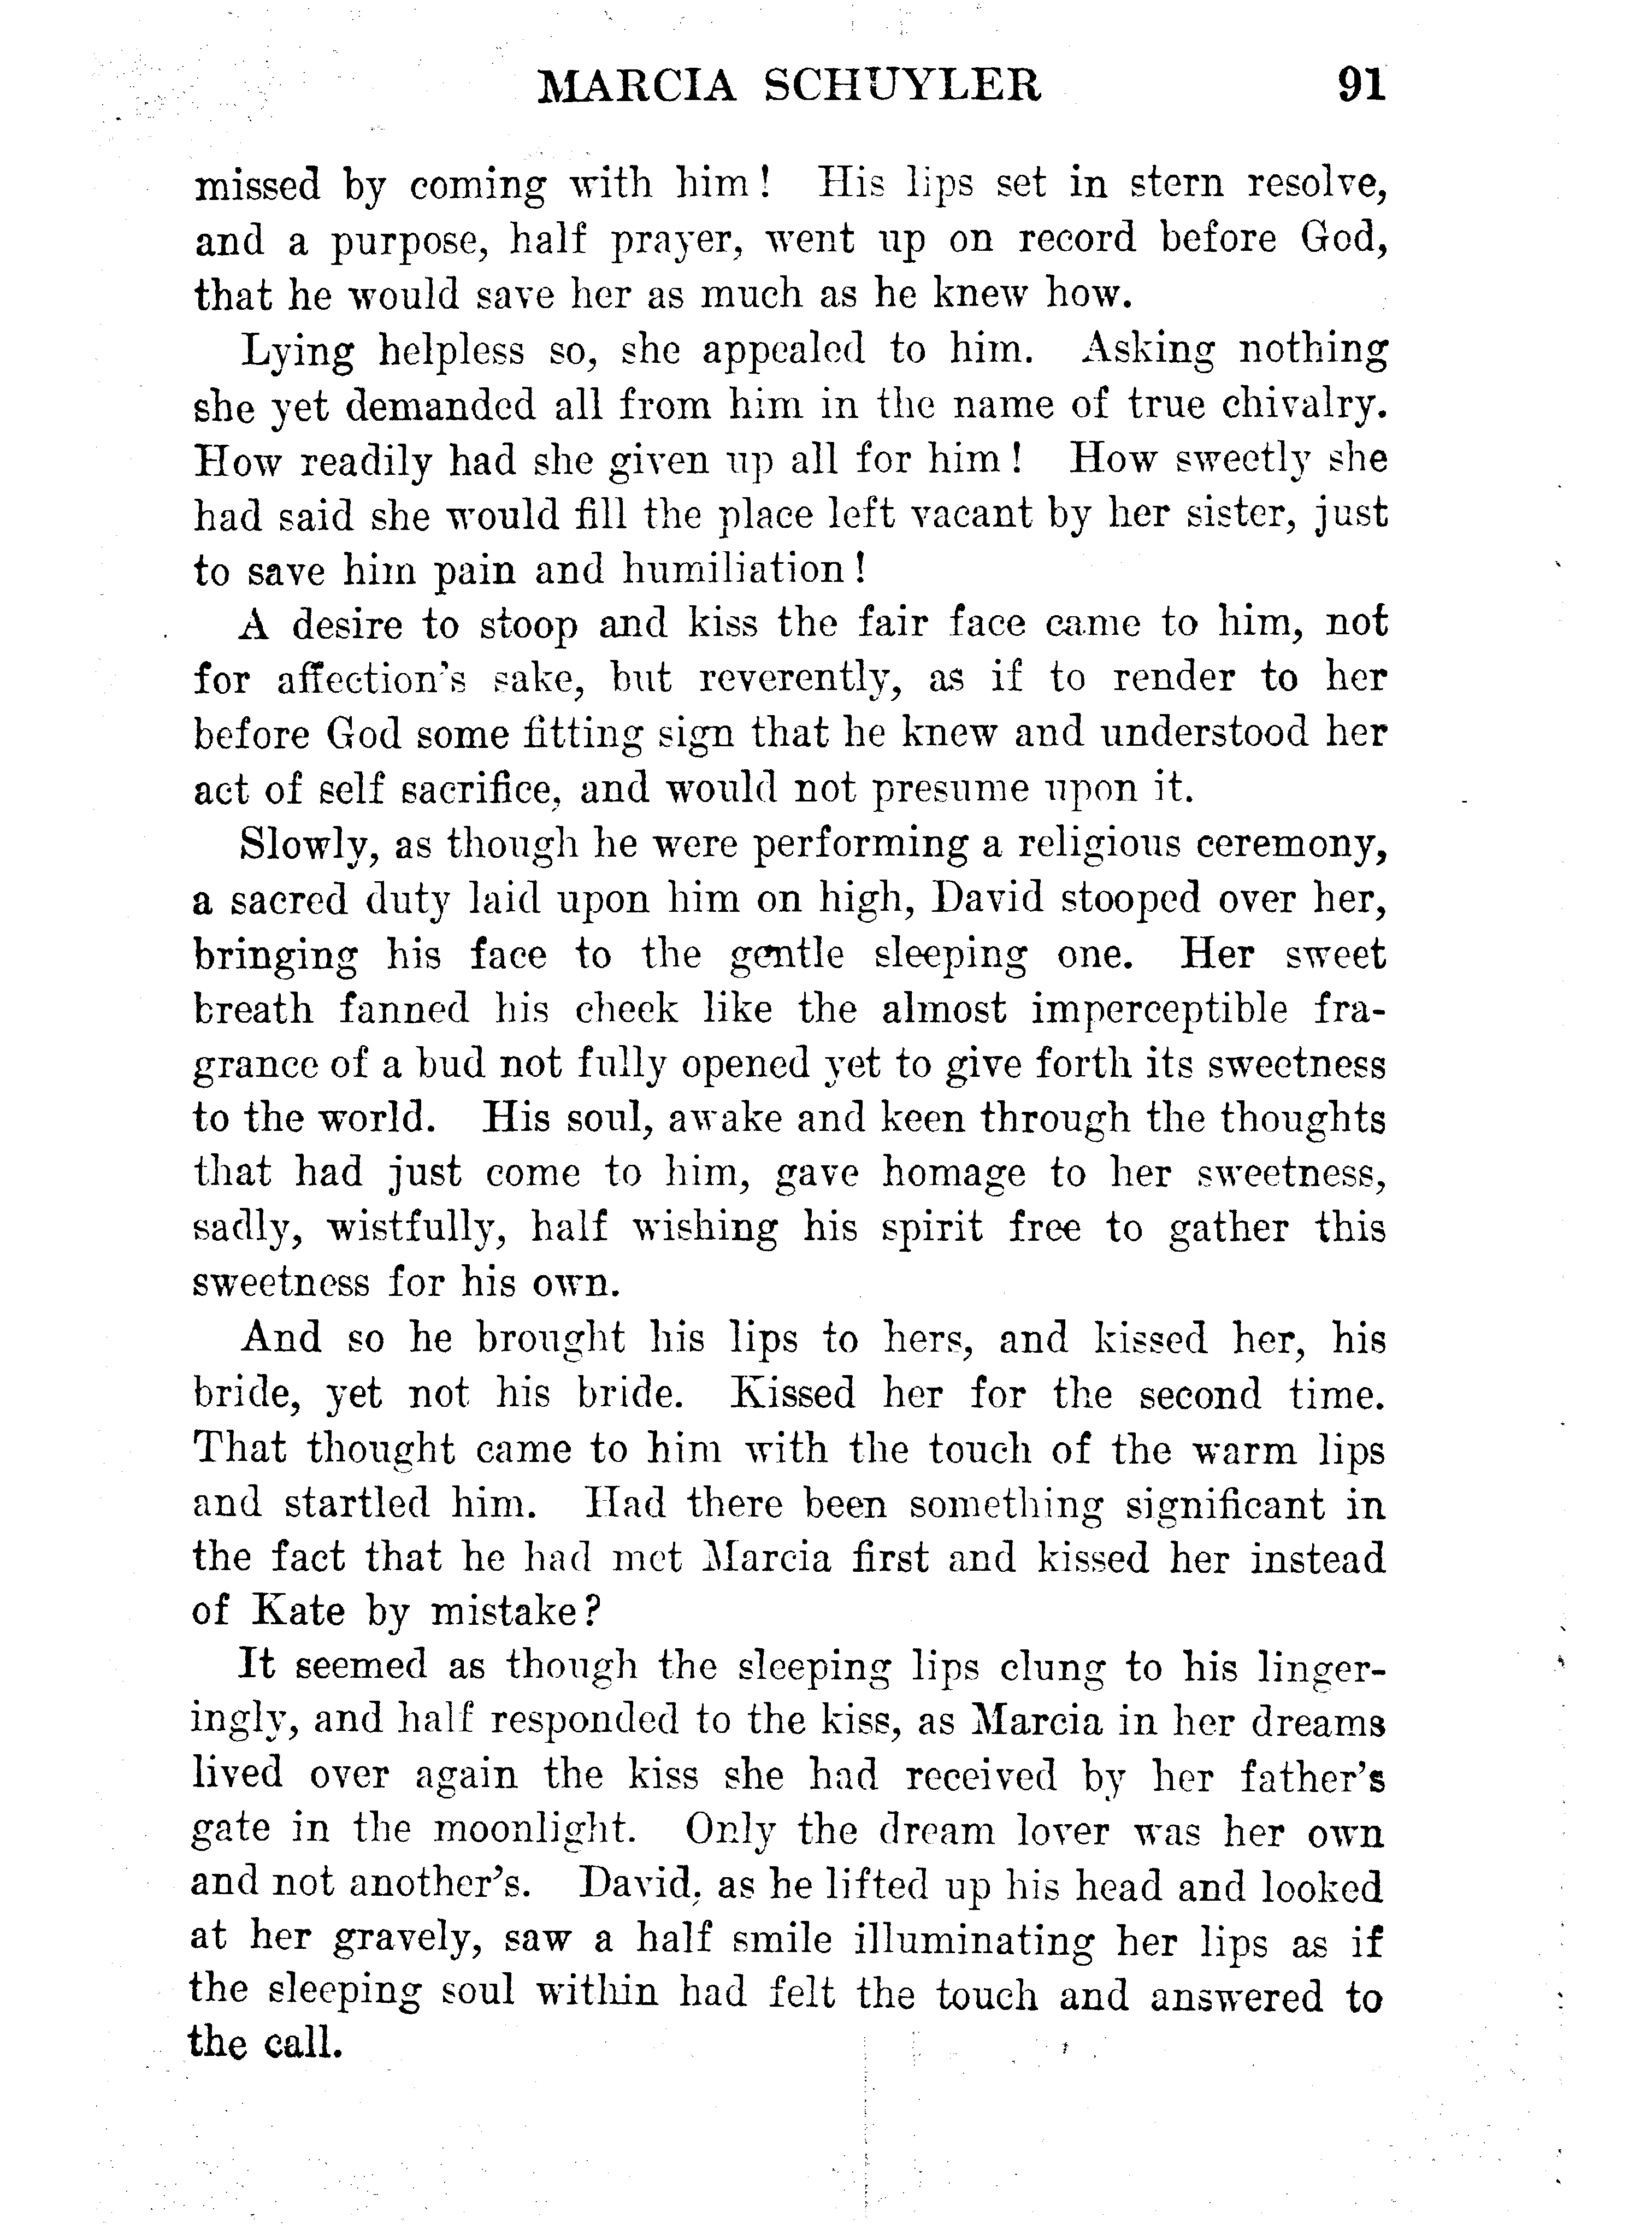 MARCIA SCHUYLER 91
missed by coming with him! His lips set in stern resolve,
and a purpose, half prayer, went up on record before God,
that he would save her as much as he knew how.
Lying helpless so, she appealed to him. Asking nothing
she yet demanded all from him in the name of true chivalry.
How readily had she given up all for him! How sweetly she
had said she would fill the place left vacant by her sister, just
to save him pain and humiliation!
A desire to stoop and kiss the fair face came to him, not
for affection's sake, but reverently, as if to render to her
before God some fitting sign that he knew and understood her
act of self sacrifice, and would not presume upon it.
Slowly, as though he were performing a religious ceremony,
a sacred duty laid upon him on high, David stooped over her,
bringing his face to the gentle sleeping one. Her sweet
breath fanned his cheek like the almost imperceptible fra-
grance of a bud not fully opened yet to give forth its sweetness
to the world. His soul, awake and keen through the thoughts
that had just come to him, gave homage to her sweetness,
sadly, wistfully, half wishing his spirit free to gather this
sweetness for his own.
And so he brought his lips to hers, and kissed her, his
bride, yet not his bride. Kissed her for the second time.
That thought came to him with the touch of the warm lips
and startled him. Had there been something significant in
the fact that he had met Marcia first and kissed her instead
of Kate by mistake?
It seemed as though the sleeping lips clung to his linger-
ingly, and half responded to the kiss, as Marcia in her dreams
lived over again the kiss she had received by her father's
gate in the moonlight. Only the dream lover was her own
and not another's. David, as he lifted up his head and looked
at her gravely, saw a half smile illuminating her lips as if
the sleeping soul within had felt the touch and answered to
the call.